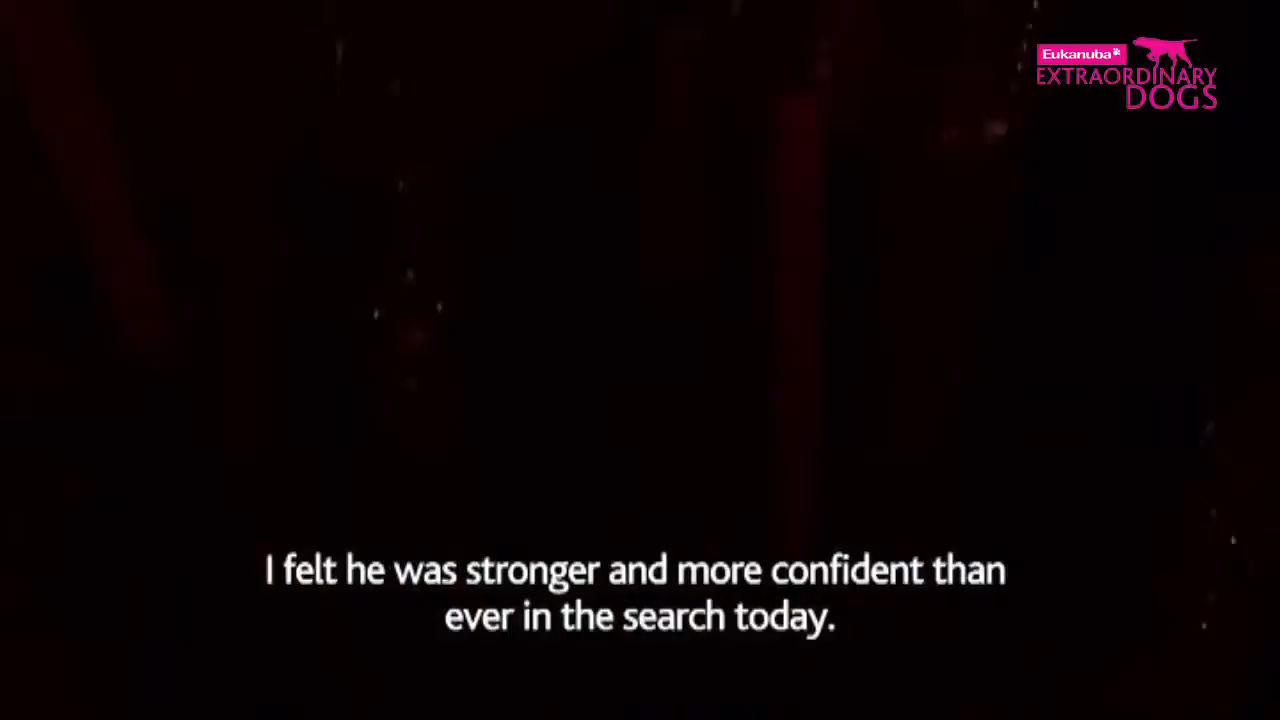 Eukanuba
EXTRAORDINARY
DOGS
I felt he was stronger and more confident than
ever in the search today.